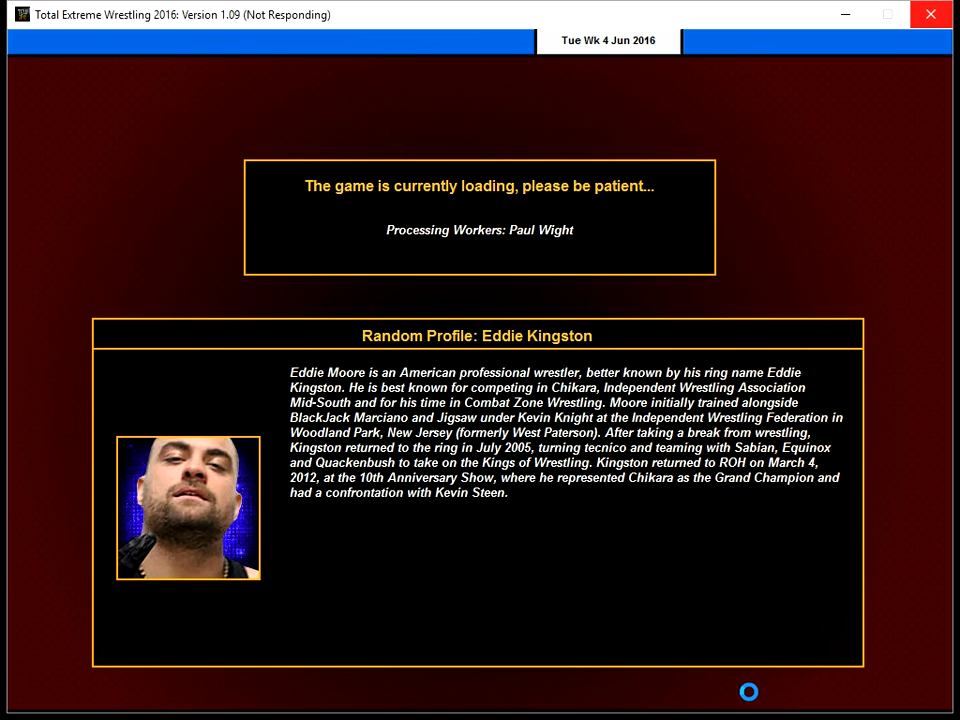 Total Extreme Wrestling 2016: Version 1.09 (Not Responding)
Tue Wk 4 Jun 2016
The game is currently loading, please be patient...
Processing Workers: Paul Wight
Random Profile: Eddie Kingston
Eddie Moore is an American professional wrestler, better known by his ring name Eddie
Kingston. He is best known for competing in Chikara, Independent Wrestling Association
Mid-South and for his time in Combat Zone Wrestling. Moore initially trained alongside
BlackJack Marciano and Jigsaw under Kevin Knight at the Independent Wrestling Federation in
Woodland Park, New Jersey (formerly West Paterson). After taking a break from wrestling,
Kingston returned to the ring in July 2005, turning tecnico and teaming with Sabian, Equinox
and Quackenbush to take on the Kings of Wrestling. Kingston returned to ROH on March 4,
2012, at the 10th Anniversary Show, where he represented Chikara as the Grand Champion and
had a confrontation with Kevin Steen.